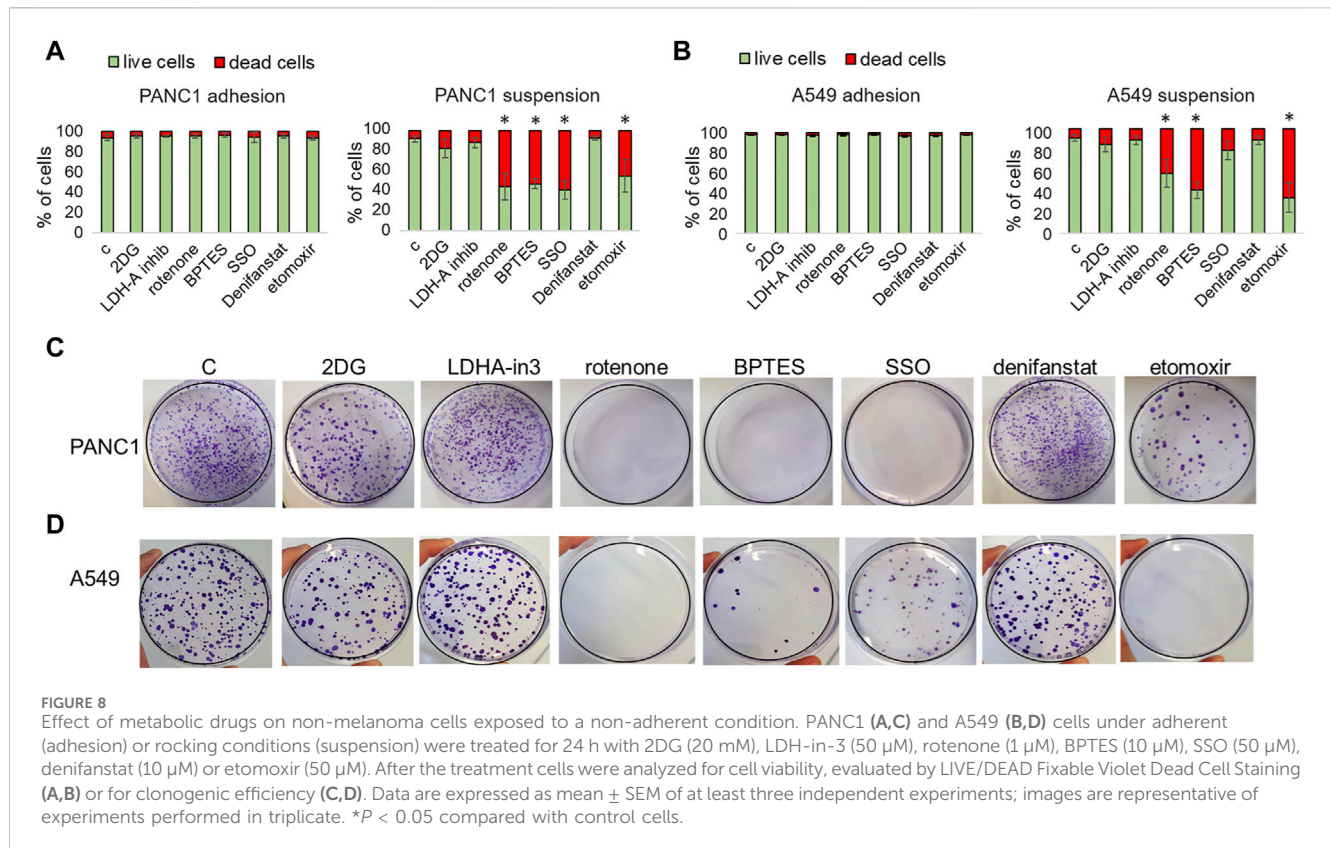 A
live cells dead cells
PANC1 adhesion
% of cells
100
80
60
40
20
0
c
2DG
LDH-A inhib
rotenone
BPTES
SSO
Denifanstat
etomoxir
PANC1 suspension
* * * *
% of cells
100
80
60
40
20
0
c
2DG
LDH-A inhib
rotenone
BPTES
SSO
Denifanstat
etomoxir
B
live cells dead cells
A549 adhesion
% of cells
100
80
60
40
20
0
c
2DG
LDH-A inhib
rotenone
BPTES
SSO
Denifanstat
etomoxir
A549 suspension
* * *
% of cells
100
80
60
40
20
0
c
2DG
LDH-A inhib
rotenone
BPTES
SSO
Denifanstat
etomoxir
C
C 2DG LDHA-in3 rotenone BPTES SSO denifanstat etomoxir
PANC1
D
A549
FIGURE 8
Effect of metabolic drugs on non-melanoma cells exposed to a non-adherent condition. PANC1 (A,C) and A549 (B,D) cells under adherent
(adhesion) or rocking conditions (suspension) were treated for 24 h with 2DG (20 mM), LDH-in-3 (50 μM), rotenone (1 μM), BPTES (10 μM), SSO (50 μM),
denifanstat (10 μM) or etomoxir (50 μM). After the treatment cells were analyzed for cell viability, evaluated by LIVE/DEAD Fixable Violet Dead Cell Staining
(A,B) or for clonogenic efficiency (C,D). Data are expressed as mean ± SEM of at least three independent experiments; images are representative of
experiments performed in triplicate. *P < 0.05 compared with control cells.